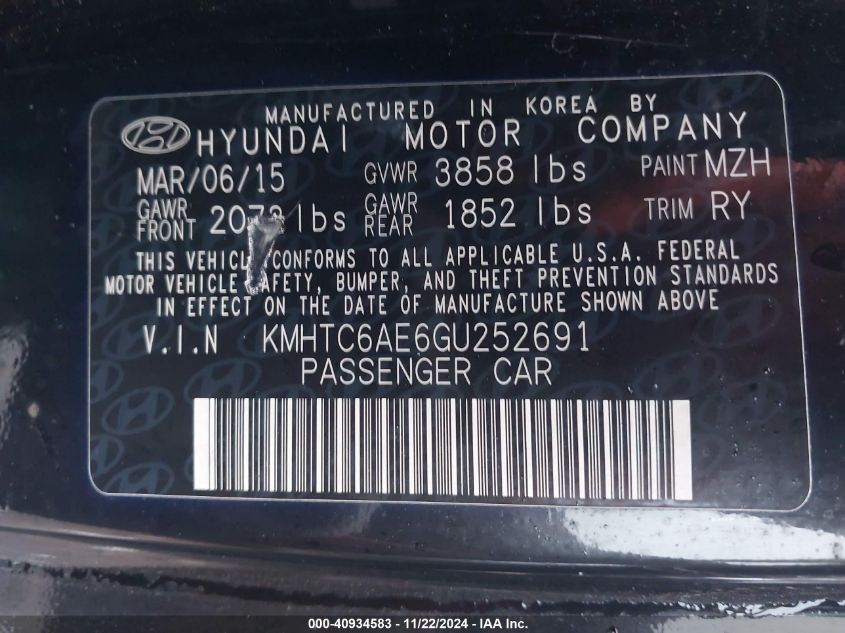 MANUFACTURED IN KOREA BY
HYUNDAI MOTOR COMPANY
MAR/06/15 GVWR 3858 lbs PAINT MZH
GAWR FRONT lbs GAWR REAR 1852 lbs TRIM RY
THIS CONFORMS TO ALL APPLICABLE U.S.A. FEDERAL
MOTOR VEHICLE BUMPER, AND THEFT PREVENTION STANDARDS
IN EFFECT ON THE DATE OF MANUFACTURE SHOWN ABOVE
V.I.N KMHTC6AE6GU252691
PASSENGER CAR
000-40934583 - 11/22/2024 - IAA Inc.